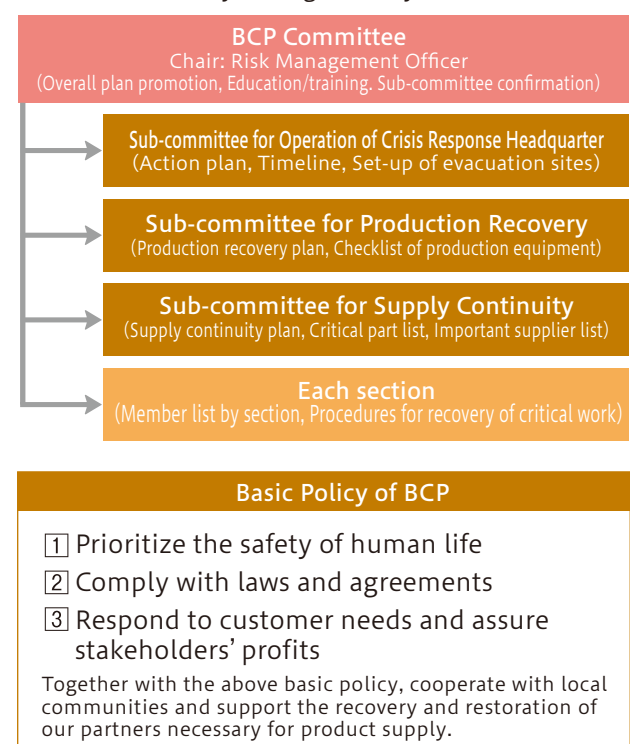 BCP Committee
Chair: Risk Management Officer
(Overall plan promotion, Education/training. Sub-committee confirmation)
Sub-committee for Operation of Crisis Response Headquarter
(Action plan, Timeline, Set-up of evacuation sites)
Sub-committee for Production Recovery
(Production recovery plan, Checklist of production equipment)
Sub-committee for Supply Continuity
(Supply continuity plan, Critical part list, Important supplier list)
Each section
(Member list by section, Procedures for recovery of critical work)
Basic Policy of BCP
1 Prioritize the safety of human life
2 Comply with laws and agreements
3 Respond to customer needs and assure
stakeholders’ profits
Together with the above basic policy, cooperate with local
communities and support the recovery and restoration of
our partners necessary for product supply.